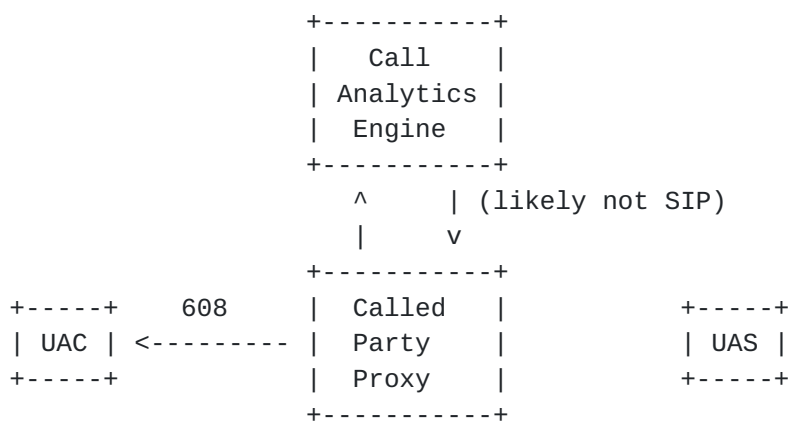 Call
Analytics
Engine
(likely not SIP)
608 Called
UAC Party UAS
Proxy